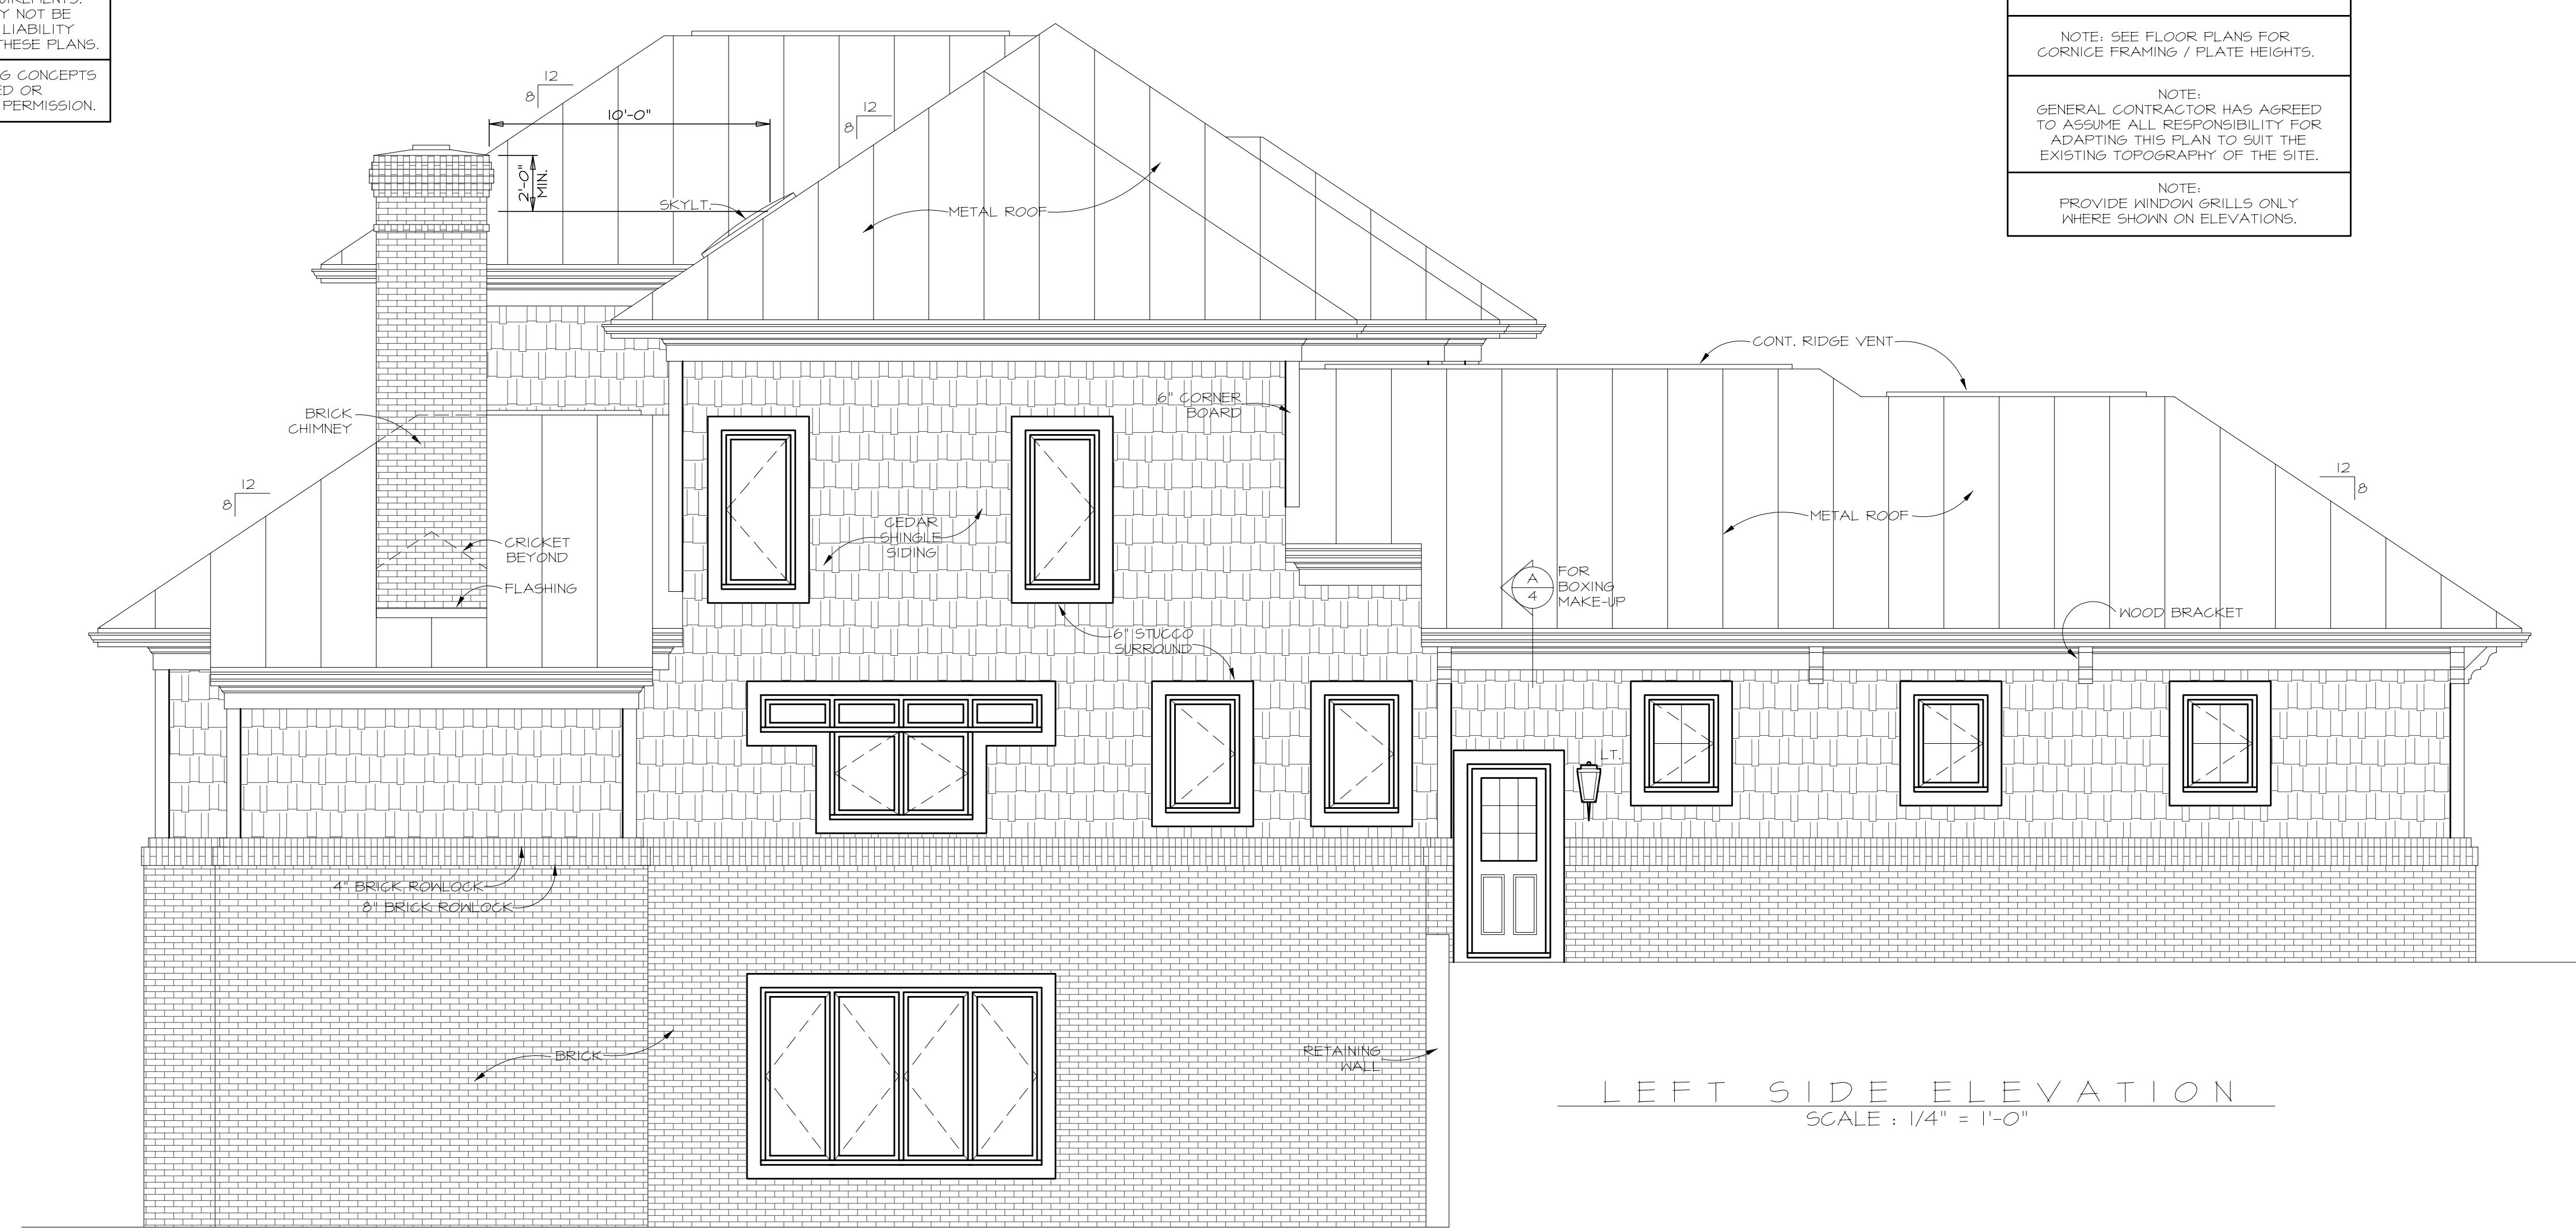 Y NOT BE
LIABILITY
THESE PLANS.
G CONCEPTS
ED OR
PERMISSION.
NOTE: SEE FLOOR PLANS FOR
CORNICE FRAMING / PLATE HEIGHTS.
NOTE:
GENERAL CONTRACTOR HAS AGREED
TO ASSUME ALL RESPONSIBILITY FOR
ADAPTING THIS PLAN TO SUIT THE
EXISTING TOPOGRAPHY OF THE SITE.
NOTE:
PROVIDE WINDOW GRILLS ONLY
WHERE SHOWN ON ELEVATIONS.
12
8
10'-0"
12
8
2'-0"
MIN.
SKYLT.
METAL ROOF
CONT. RIDGE VENT
BRICK
CHIMNEY
6" CORNER
BOARD
12
8
12
8
CRICKET
BEYOND
FLASHING
CEDAR
SHINGLE
SIDING
METAL ROOF
A
4
FOR
BOXING
MAKE-UP
WOOD BRACKET
6" STUCCO
SURROUND
LT.
4" BRICK ROWLOCK
8" BRICK ROWLOCK
BRICK
RETAINING
WALL
LEFT SIDE ELEVATION
SCALE : 1/4" = 1'-0"